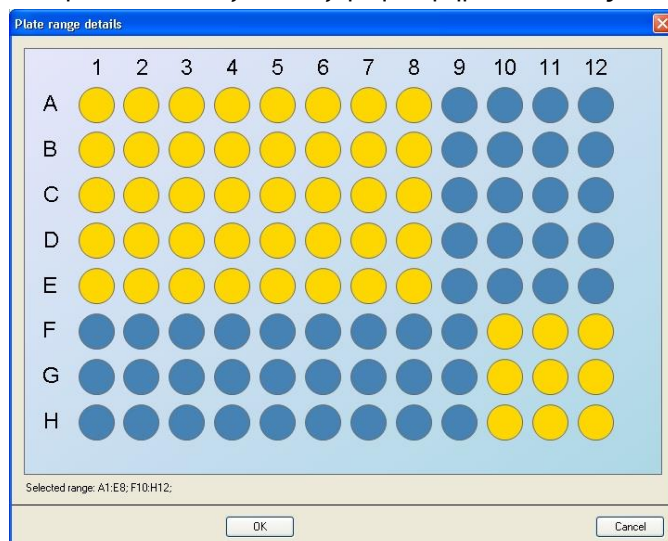 Plate range details
1 2 3 4 5 6 7 8 9 10 11 12
A
B
C
D
E
F
G
H
Selected range: A1:E8; F10:H12;
OK Cancel